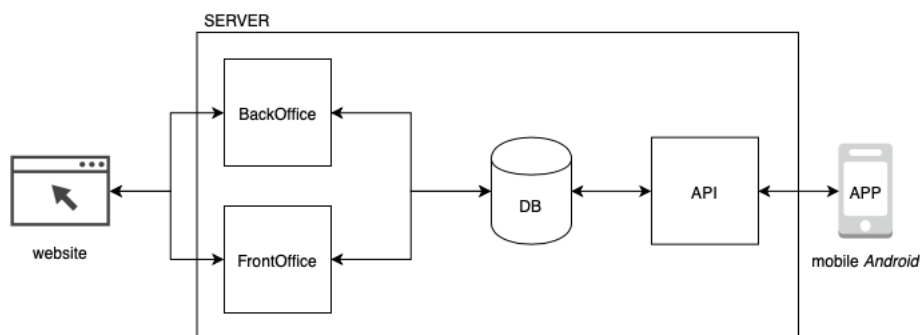 SERVER
BackOffice
website
FrontOffice
DB
API
APP
mobile Android